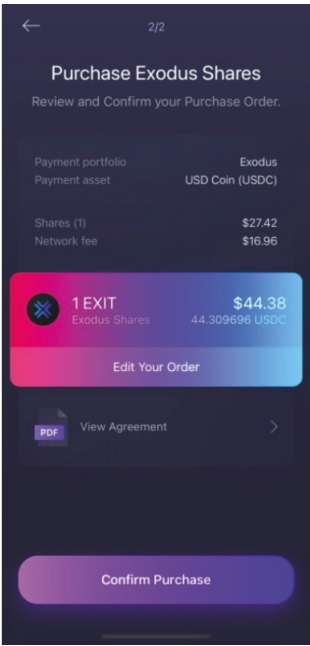 2/2
Purchase Exodus Shares
Review and Confirm your Purchase Order.
Payment portfolio Exodus
Payment asset USD Coin (USDC)
Shares (1) $27.42
Network fee $16.96
1 EXIT $44.38
Exodus Shares 44.309696 USDC
Edit Your Order
PDF View Agreement
Confirm Purchase